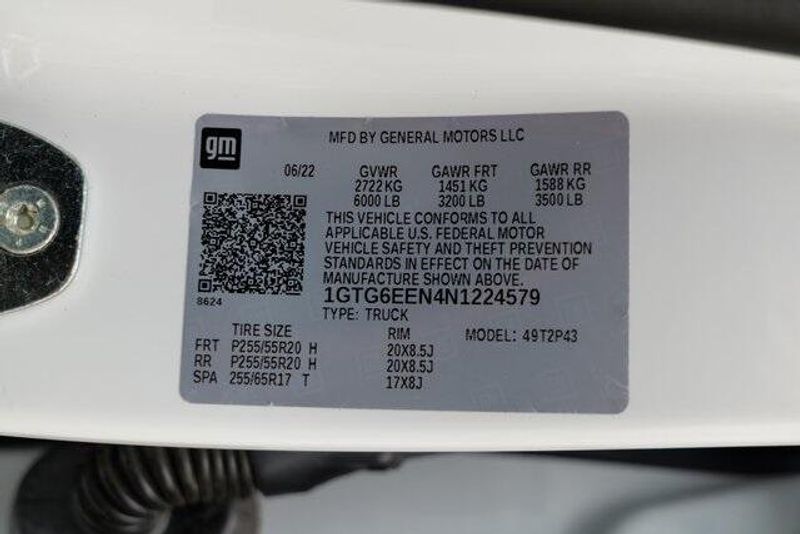 gm
MFD BY GENERAL MOTORS LLC
06/22 GVWR GAWR FRT GAWR RR
2722 KG 1451 KG 1588 KG
6000 LB 3200 LB 3500 LB
THIS VEHICLE CONFORMS TO ALL
APPLICABLE U.S. FEDERAL MOTOR
VEHICLE SAFETY AND THEFT PREVENTION
STANDARDS IN EFFECT ON THE DATE OF
MANUFACTURE SHOWN ABOVE.
8624
1GTG6EEN4N1224579
TYPE: TRUCK
TIRE SIZE RIM MODEL: 49T2P43
FRT P255/55R20 H 20X8.5J
RR P255/55R20 H 20X8.5J
SPA 255/65R17 T 17X8J